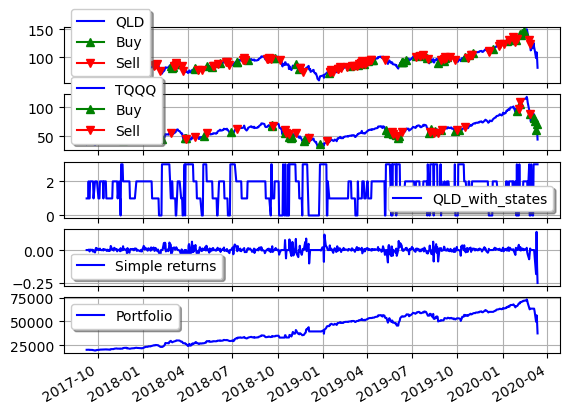 150
100
QLD
Buy
Sell
100
50
TQQQ
Buy
Sell
2
0
QLD_with_states
0.00
−0.25
Simple returns
75000
50000
25000
Portfolio
2017-10
2018-01
2018-04
2018-07
2018-10
2019-01
2019-04
2019-07
2019-10
2020-01
2020-04